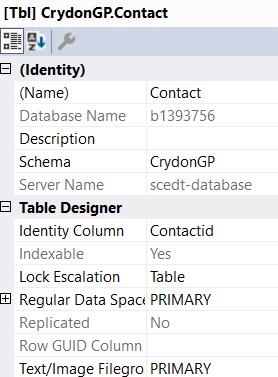 [Tbl] CrydonGP.Contact
(Identity)
(Name) Contact
Database Name b1393756
Description
Schema CrydonGP
Server Name scedt-database
Table Designer
Identity Column Contactid
Indexable Yes
Lock Escalation Table
Regular Data Space PRIMARY
Replicated No
Row GUID Column
Text/Image Filegro PRIMARY